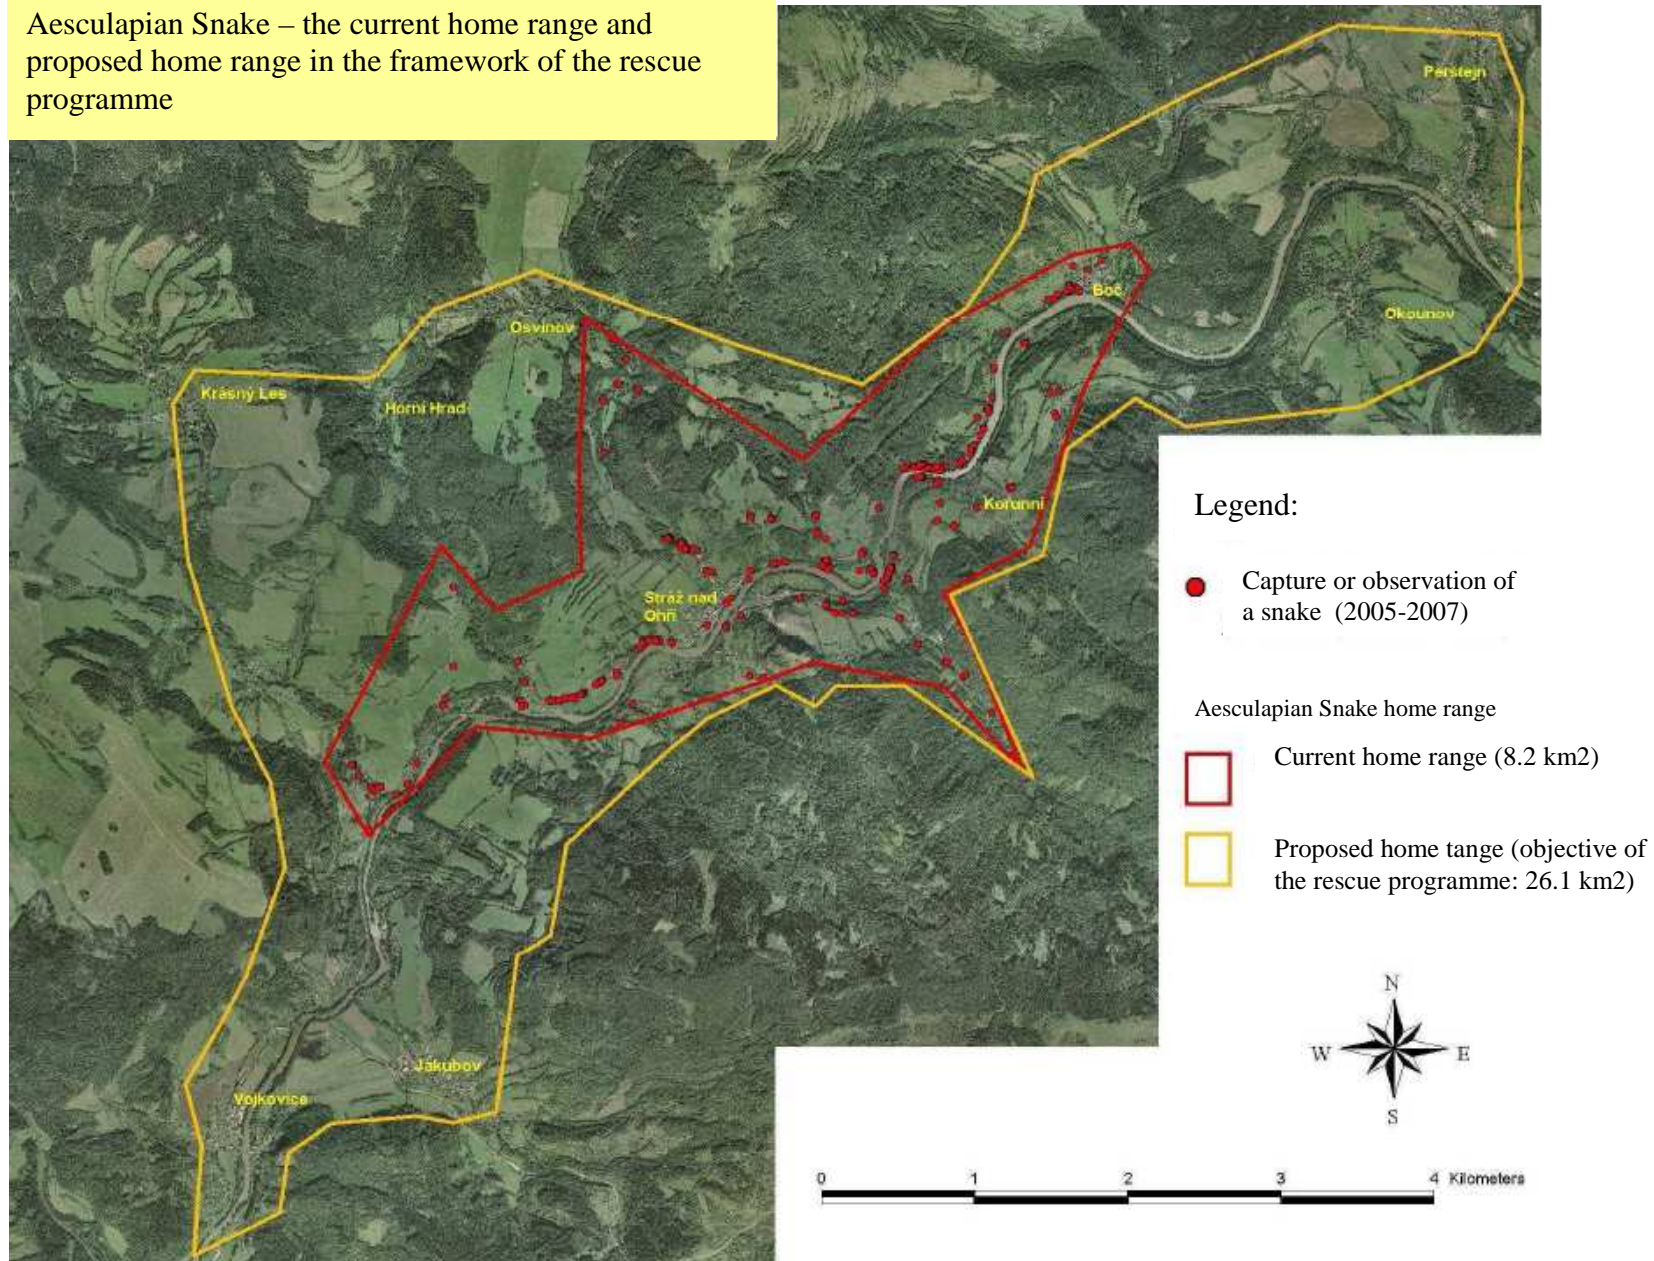 Aesculapian Snake – the current home range and
proposed home range in the framework of the rescue
programme
Perštejn
Boč
Okounov
Osvinov
Krásný Les
Horní Hrad
Korunní
Stráž nad
Ohří
Jakubov
Vojkovice
Legend:
Capture or observation of
a snake (2005-2007)
Aesculapian Snake home range
Current home range (8.2 km2)
Proposed home tange (objective of
the rescue programme: 26.1 km2)
N
W E
S
0 1 2 3 4 Kilometers